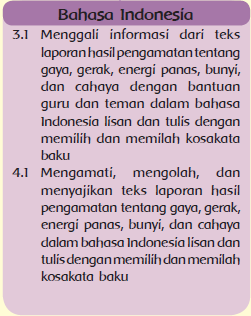 Bahasa Indonesia
3.1 Menggali informasi dari teks
laporan hasil pengamatan tentang
gaya, gerak, energi panas, bunyi,
dan cahaya dengan bantuan
guru dan teman dalam bahasa
Indonesia lisan dan tulis dengan
memilih dan memilah kosakata
baku
4.1 Mengamati, mengolah, dan
menyajikan teks laporan hasil
pengamatan tentang gaya, gerak,
energi panas, bunyi, dan cahaya
dalam bahasa Indonesia lisan dan
tulis dengan memilih dan memilah
kosakata baku